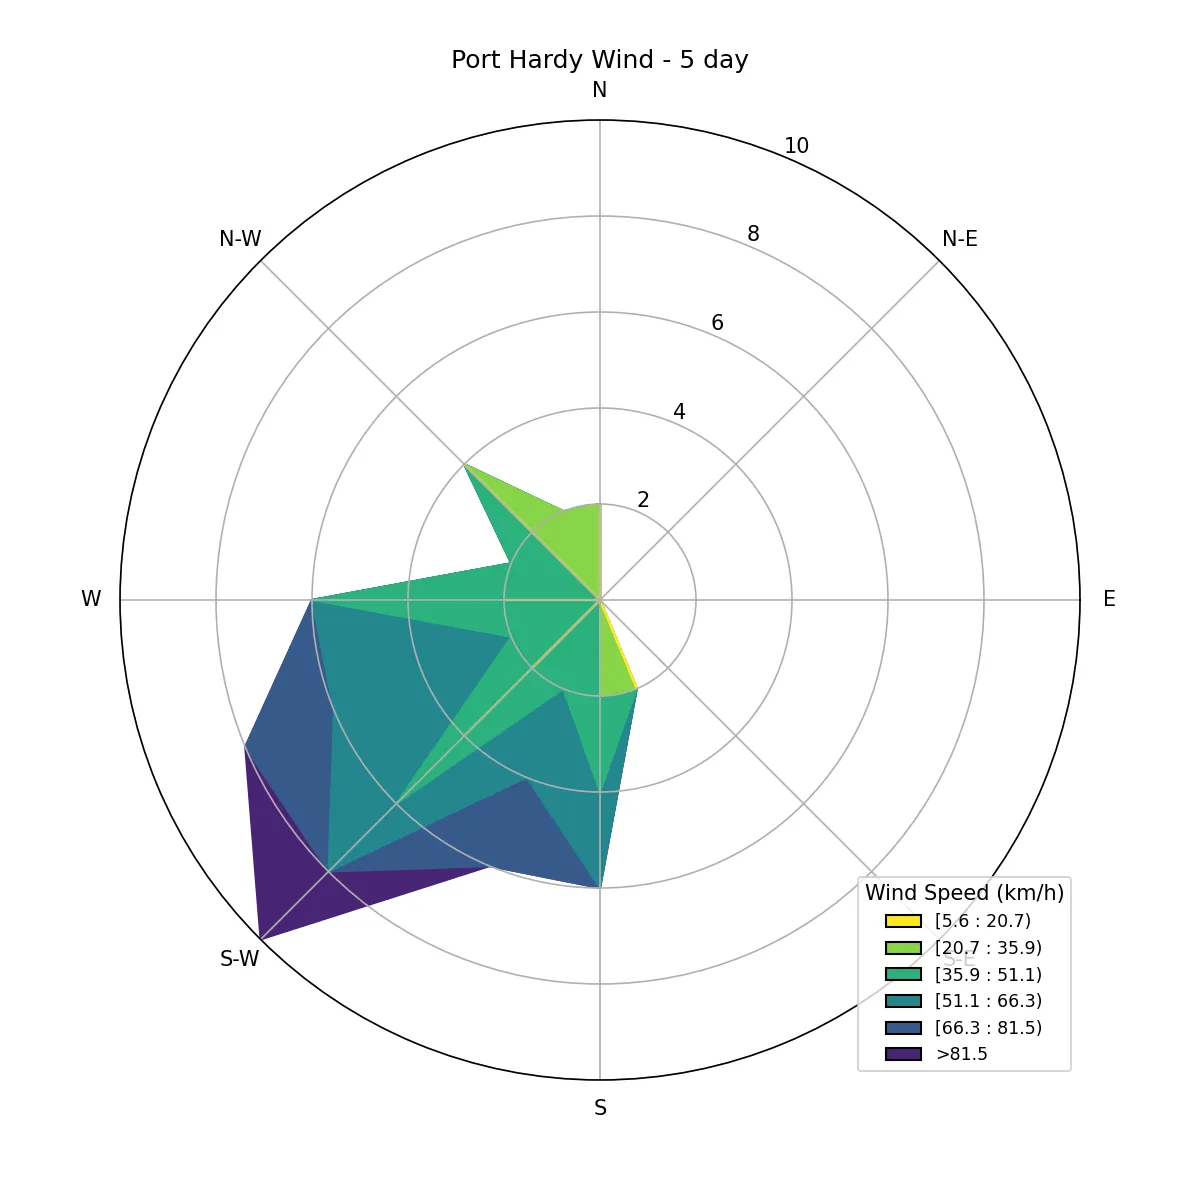 Port Hardy Wind - 5 day
N
10
N-W
N-E
8
6
4
2
W
E
Wind Speed (km/h)
[5.6 : 20.7)
[20.7 : 35.9)
S-W
S-E
[35.9 : 51.1)
[51.1 : 66.3)
[66.3 : 81.5)
>81.5
S